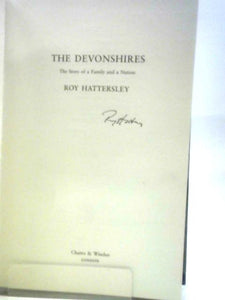 THE DEVONSHIRES
The Story of a Family and a Nation
ROY HATTERSLEY
Chatto & Windus
LONDON